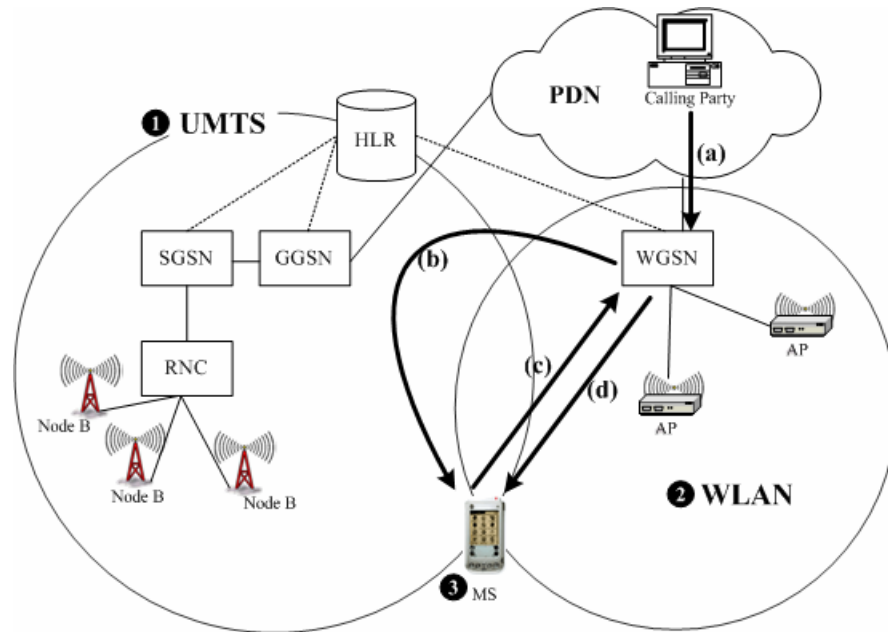 PDN
Calling Party
❶ UMTS
HLR
(a)
SGSN
GGSN
(b)
WGSN
RNC
(c)
(d)
AP
AP
Node B
Node B
Node B
❷ WLAN
❸ MS